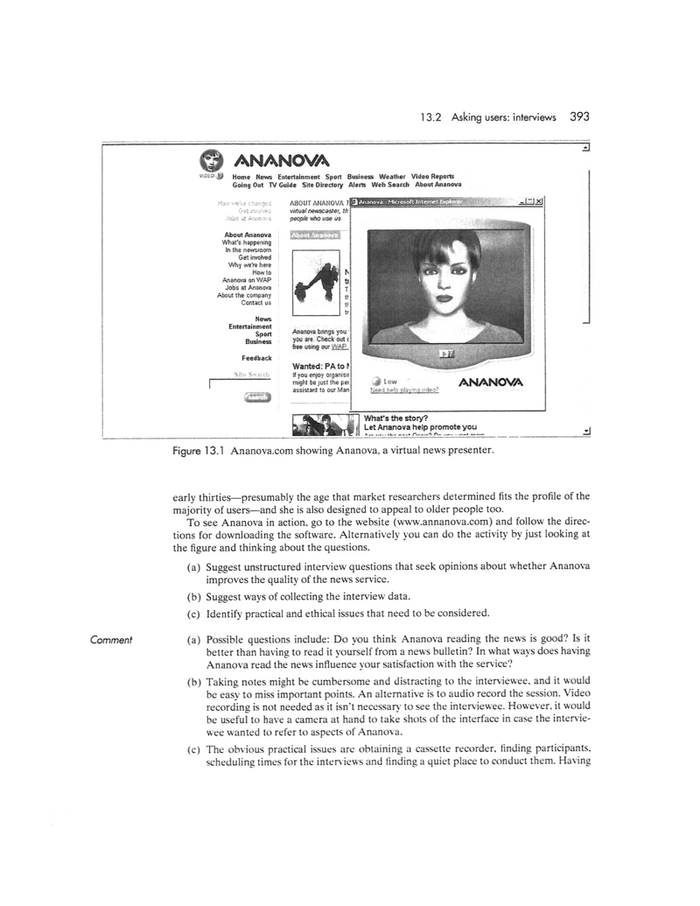 13.2 Asking users: interviews 393
ANANOVA
VIDEO
Home News Entertainment Sport Business Weather Video Reports
Going Out TV Guide Site Directory Alerts Web Search About Ananova
How we've changed
Get involved
Jobs at Ananova
About Ananova
What's happening
In the newsroom
Get involved
Why we're here
How to
Ananova on WAP
Jobs at Ananova
About the company
Contact us
News
Entertainment
Sport
Business
Feedback
Site Search
search
ABOUT ANANOVA
virtual newscaster, th
people who use us
About Ananova
Ananova brings you
you are. Check out
free using our WAP
Wanted: PA to
If you enjoy organisin
might be just the per
assistant to our Man
Ananova - Microsoft Internet Explorer
Low
ANANOVA
Need help playing video?
What's the story?
Let Ananova help promote you
Figure 13.1 Ananova.com showing Ananova, a virtual news presenter.
early thirties—presumably the age that market researchers determined fits the profile of the
majority of users—and she is also designed to appeal to older people too.
To see Ananova in action, go to the website (www.annanova.com) and follow the direc-
tions for downloading the software. Alternatively you can do the activity by just looking at
the figure and thinking about the questions.
(a) Suggest unstructured interview questions that seek opinions about whether Ananova
improves the quality of the news service.
(b) Suggest ways of collecting the interview data.
(c) Identify practical and ethical issues that need to be considered.
Comment
(a) Possible questions include: Do you think Ananova reading the news is good? Is it
better than having to read it yourself from a news bulletin? In what ways does having
Ananova read the news influence your satisfaction with the service?
(b) Taking notes might be cumbersome and distracting to the interviewee, and it would
be easy to miss important points. An alternative is to audio record the session. Video
recording is not needed as it isn't necessary to see the interviewee. However, it would
be useful to have a camera at hand to take shots of the interface in case the intervie-
wee wanted to refer to aspects of Ananova.
(c) The obvious practical issues are obtaining a cassette recorder, finding participants,
scheduling times for the interviews and finding a quiet place to conduct them. Having